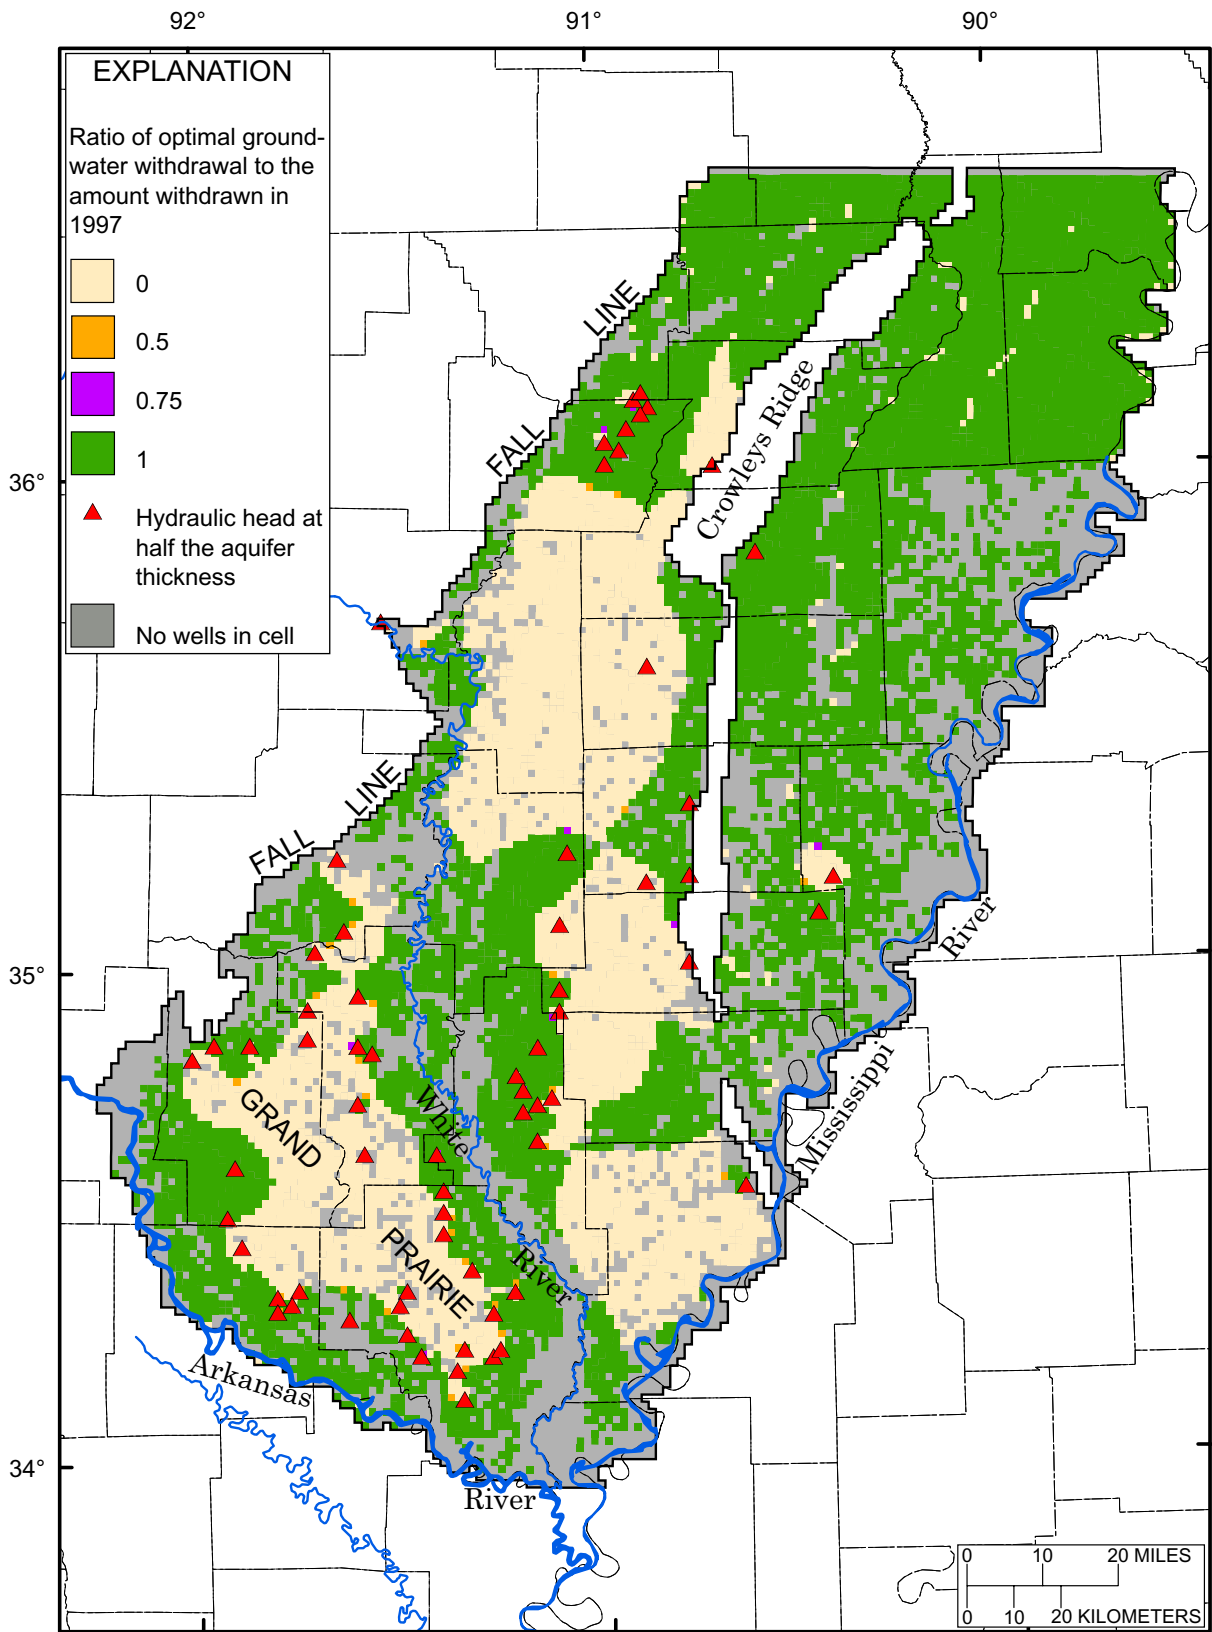 92°
91°
90°
EXPLANATION
Ratio of optimal ground-
water withdrawal to the
amount withdrawn in
1997
0
0.5
0.75
1
Hydraulic head at
half the aquifer
thickness
No wells in cell
FALL LINE
Crowleys Ridge
36°
FALL LINE
35°
River
Mississippi
GRAND
White
PRAIRIE
River
Arkansas
River
34°
0 10 20 MILES
0 10 20 KILOMETERS